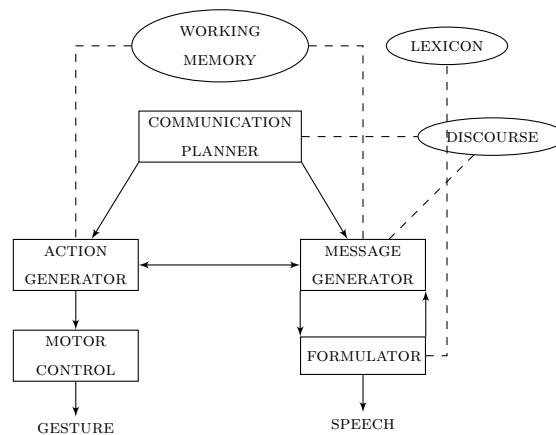 WORKING
MEMORY
LEXICON
COMMUNICATION
PLANNER
DISCOURSE
ACTION
GENERATOR
MESSAGE
GENERATOR
MOTOR
CONTROL
FORMULATOR
GESTURE
SPEECH